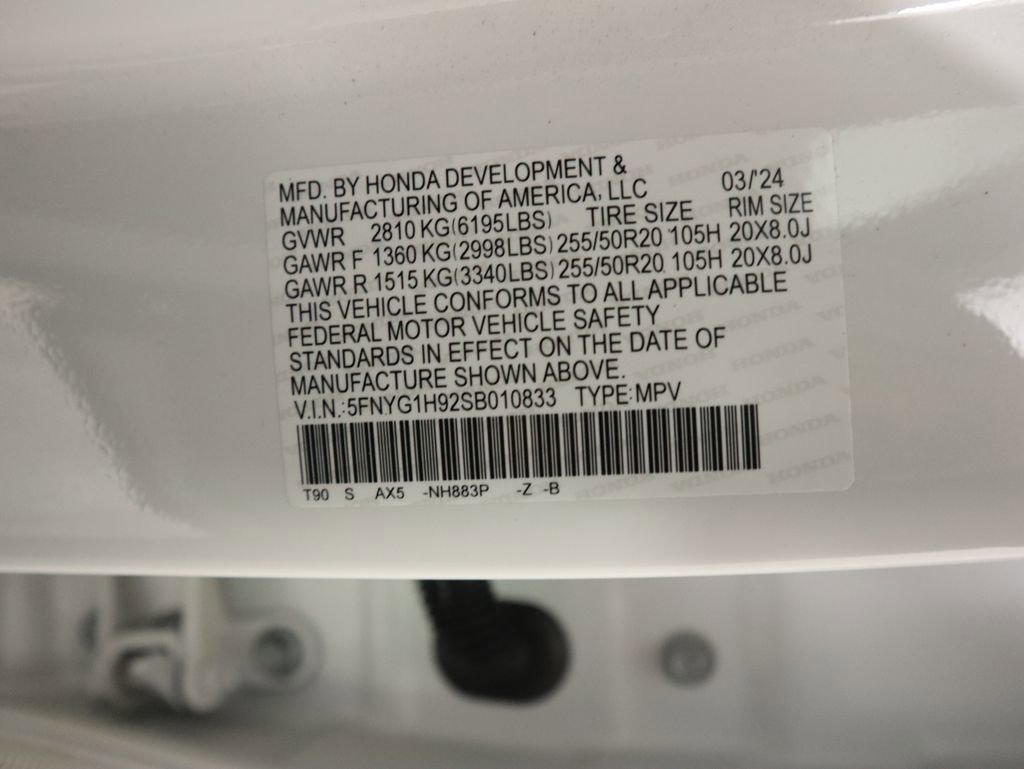 MFD. BY HONDA DEVELOPMENT &
MANUFACTURING OF AMERICA, LLC 03/'24
GVWR 2810 KG(6195LBS) TIRE SIZE RIM SIZE
GAWR F 1360 KG(2998LBS) 255/50R20 105H 20X8.0J
GAWR R 1515 KG(3340LBS) 255/50R20 105H 20X8.0J
THIS VEHICLE CONFORMS TO ALL APPLICABLE
FEDERAL MOTOR VEHICLE SAFETY
STANDARDS IN EFFECT ON THE DATE OF
MANUFACTURE SHOWN ABOVE.
V.I.N.:5FNYG1H92SB010833 TYPE:MPV
T90 S AX5 -NH883P -Z -B